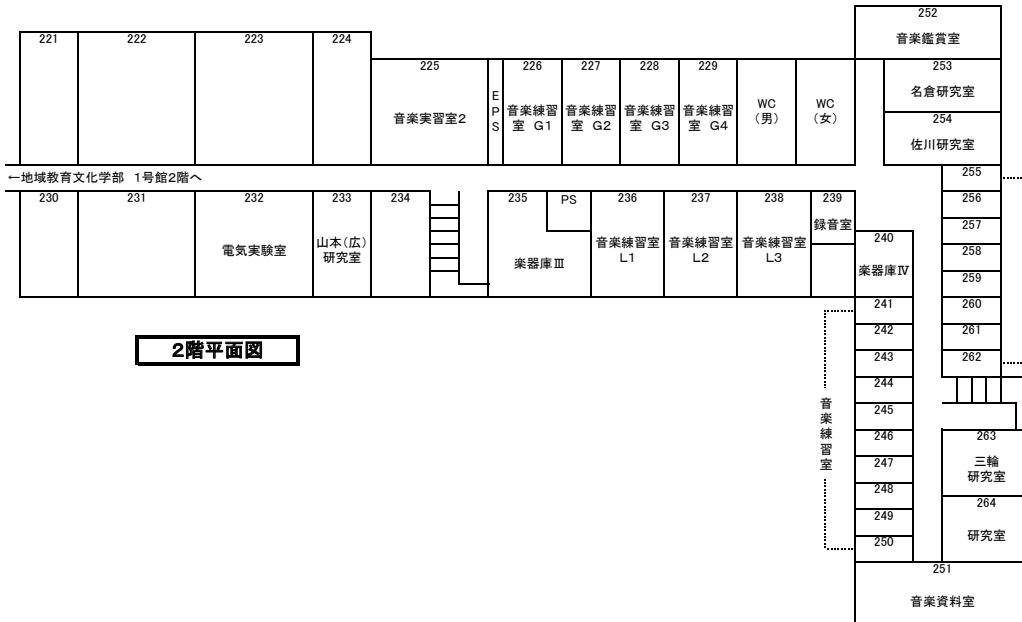 252
音楽鑑賞室
221
222
223
224
225
音楽実習室2
EPS
226
音楽練習
室 G1
227
音楽練習
室 G2
228
音楽練習
室 G3
229
音楽練習
室 G4
WC
(男)
WC
(女)
253
名倉研究室
254
佐川研究室
←地域教育文化学部 1号館2階へ
230
231
232
電気実験室
233
山本(広)
研究室
234
235
楽器庫Ⅲ
PS
236
音楽練習室
L1
237
音楽練習室
L2
238
音楽練習室
L3
239
録音室
240
楽器庫Ⅳ
255
256
257
258
259
260
261
262
2階平面図
241
242
243
244
245
246
247
248
249
250
音楽練習室
263
三輪
研究室
264
研究室
251
音楽資料室